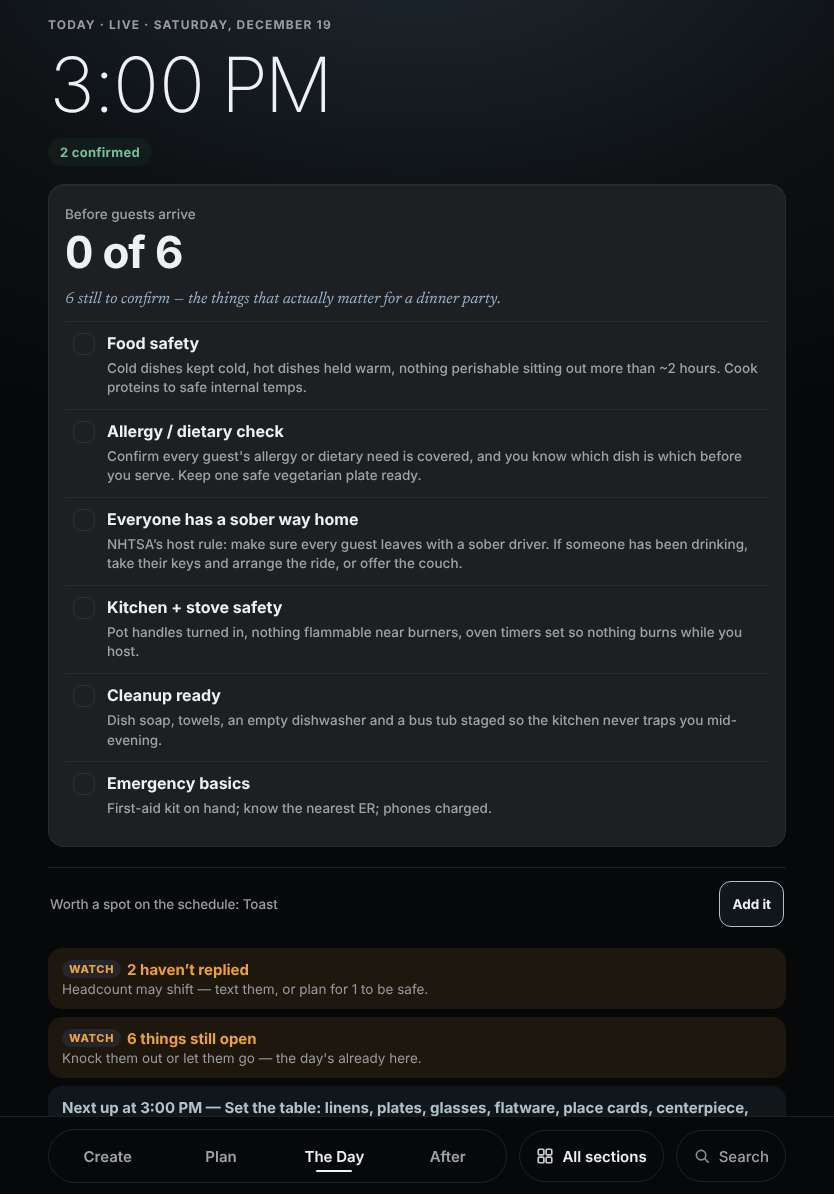 TODAY · LIVE · SATURDAY, DECEMBER 19
3:00 PM
2 confirmed
Before guests arrive
0 of 6
6 still to confirm — the things that actually matter for a dinner party.
Food safety
Cold dishes kept cold, hot dishes held warm, nothing perishable sitting out more than ~2 hours. Cook
proteins to safe internal temps.
Allergy / dietary check
Confirm every guest's allergy or dietary need is covered, and you know which dish is which before
you serve. Keep one safe vegetarian plate ready.
Everyone has a sober way home
NHTSA’s host rule: make sure every guest leaves with a sober driver. If someone has been drinking,
take their keys and arrange the ride, or offer the couch.
Kitchen + stove safety
Pot handles turned in, nothing flammable near burners, oven timers set so nothing burns while you
host.
Cleanup ready
Dish soap, towels, an empty dishwasher and a bus tub staged so the kitchen never traps you mid-
evening.
Emergency basics
First-aid kit on hand; know the nearest ER; phones charged.
Worth a spot on the schedule: Toast
Add it
WATCH 2 haven’t replied
Headcount may shift — text them, or plan for 1 to be safe.
WATCH 6 things still open
Knock them out or let them go — the day's already here.
Next up at 3:00 PM — Set the table: linens, plates, glasses, flatware, place cards, centerpiece,
Create
Plan
The Day
After
All sections
Search